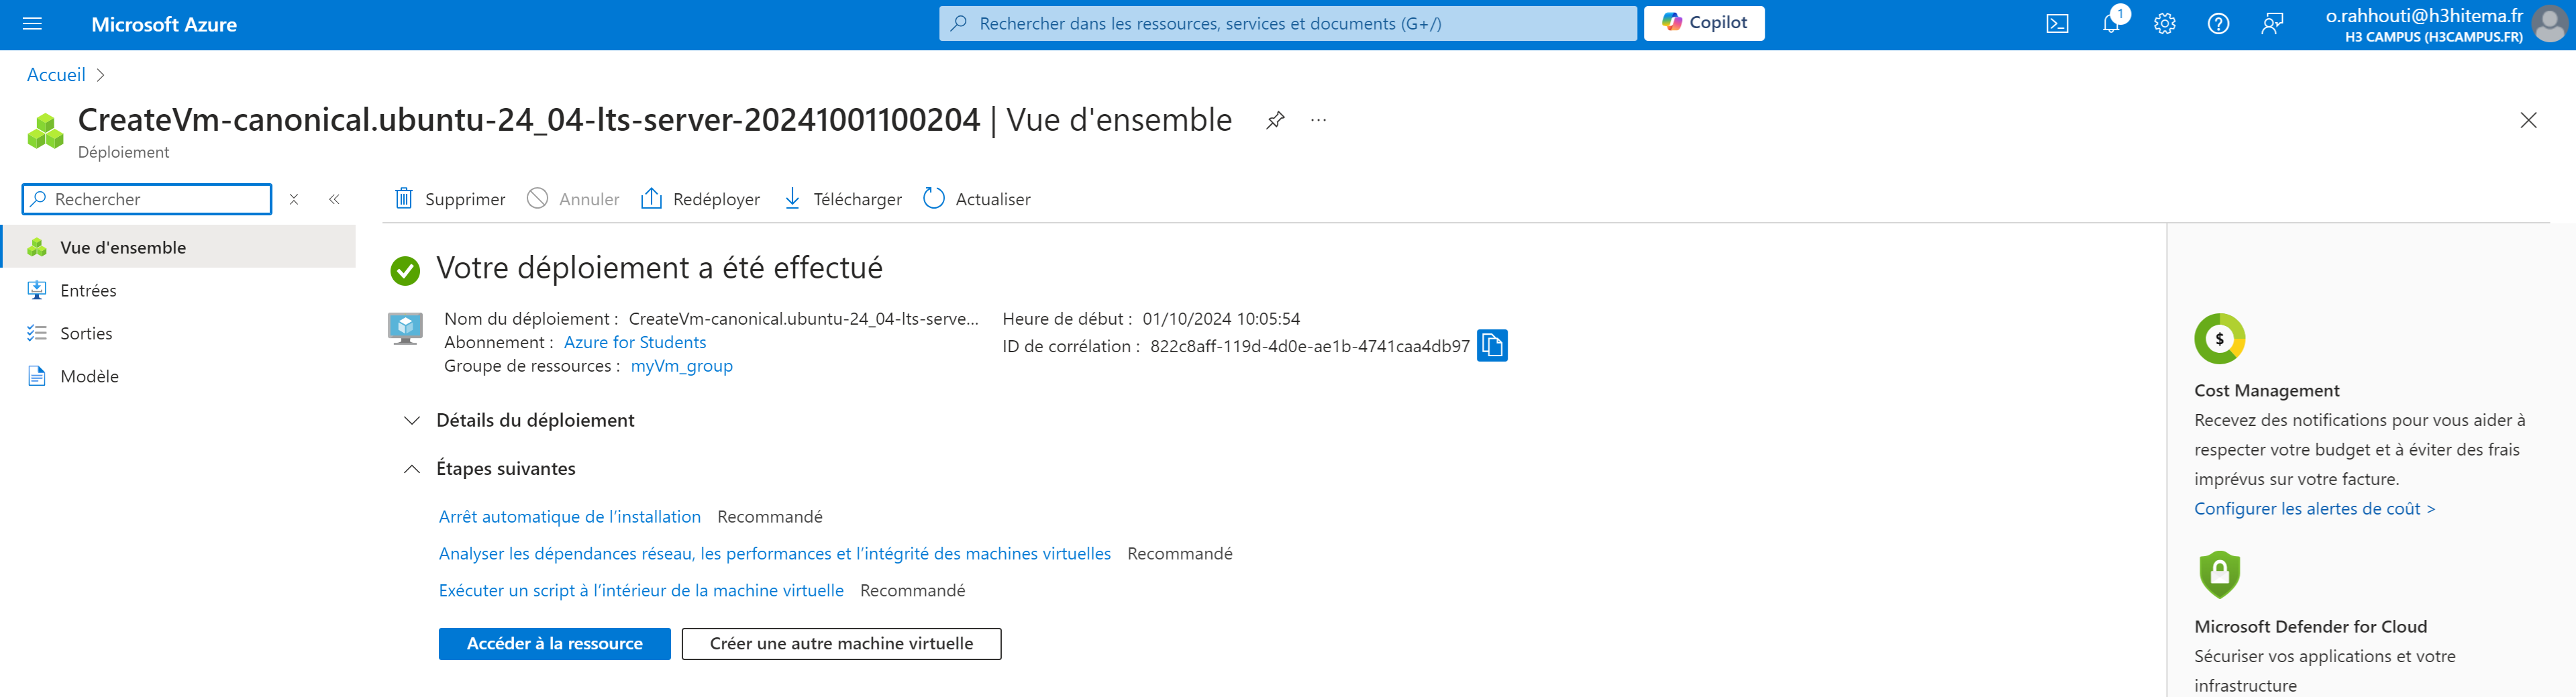 Microsoft Azure
Rechercher dans les ressources, services et documents (G+/)
Copilot
1
o.rahhouti@h3hitema.fr
H3 CAMPUS (H3CAMPUS.FR)
Accueil
CreateVm-canonical.ubuntu-24_04-lts-server-20241001100204 | Vue d'ensemble
Déploiement
Rechercher
Supprimer
Annuler
Redéployer
Télécharger
Actualiser
Vue d'ensemble
Entrées
Sorties
Modèle
Votre déploiement a été effectué
Nom du déploiement : CreateVm-canonical.ubuntu-24_04-lts-serve...
Abonnement : Azure for Students
Groupe de ressources : myVm_group
Heure de début : 01/10/2024 10:05:54
ID de corrélation : 822c8aff-119d-4d0e-ae1b-4741caa4db97
Détails du déploiement
Étapes suivantes
Arrêt automatique de l’installation Recommandé
Analyser les dépendances réseau, les performances et l’intégrité des machines virtuelles Recommandé
Exécuter un script à l’intérieur de la machine virtuelle Recommandé
Accéder à la ressource
Créer une autre machine virtuelle
$
Cost Management
Recevez des notifications pour vous aider à
respecter votre budget et à éviter des frais
imprévus sur votre facture.
Configurer les alertes de coût >
Microsoft Defender for Cloud
Sécuriser vos applications et votre
infrastructure